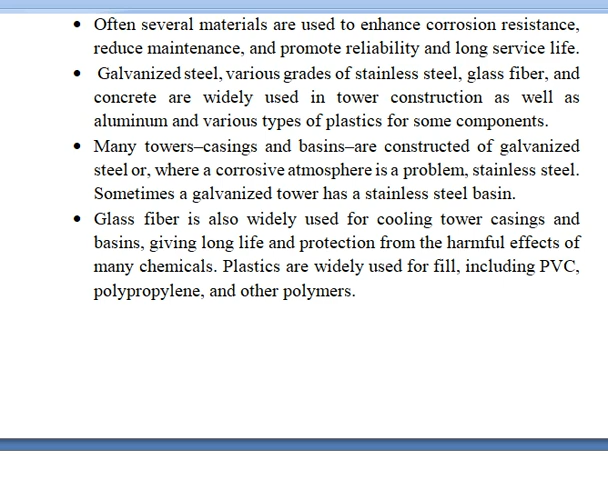 • Often several materials are used to enhance corrosion resistance,
reduce maintenance, and promote reliability and long service life.
• Galvanized steel, various grades of stainless steel, glass fiber, and
concrete are widely used in tower construction as well as
aluminum and various types of plastics for some components.
• Many towers–casings and basins–are constructed of galvanized
steel or, where a corrosive atmosphere is a problem, stainless steel.
Sometimes a galvanized tower has a stainless steel basin.
• Glass fiber is also widely used for cooling tower casings and
basins, giving long life and protection from the harmful effects of
many chemicals. Plastics are widely used for fill, including PVC,
polypropylene, and other polymers.